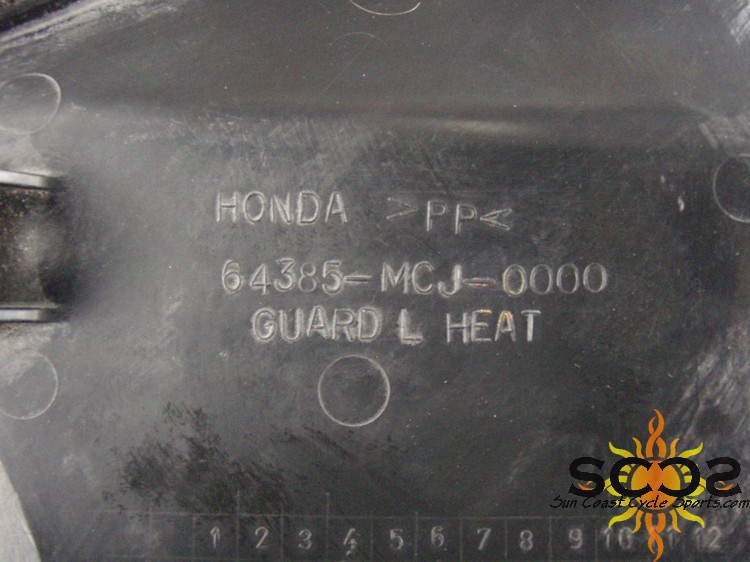 HONDA >PP<
64385-MCJ-0000
GUARD L HEAT
SCCS
Sun Coast Cycle Sports.com
1 2 3 4 5 6 7 8 9 10 11 12